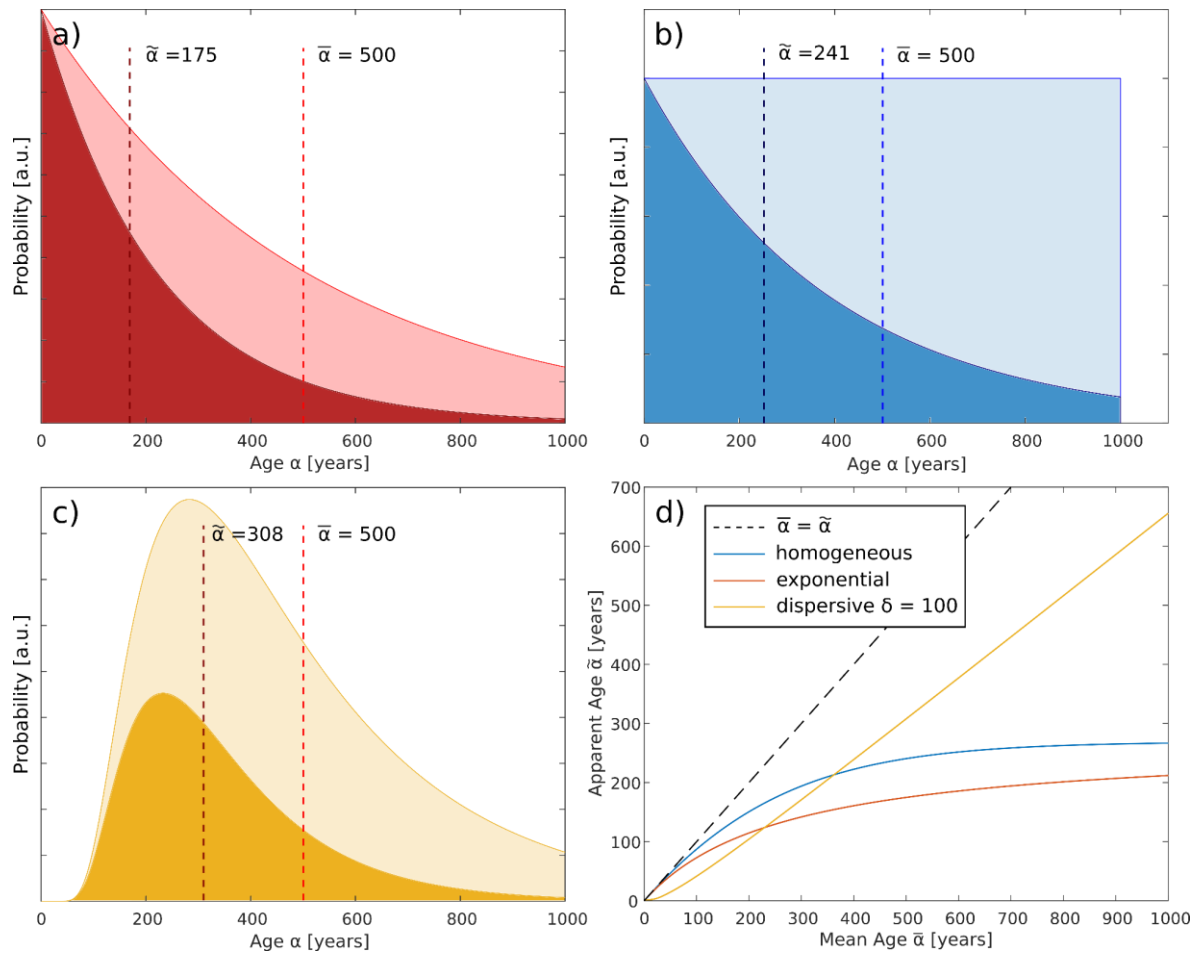 a)
α̃ =175
α̅ = 500
Probability [a.u.]
0
200
400
600
800
1000
Age α [years]
b)
α̃ =241
α̅ = 500
Probability [a.u.]
0
200
400
600
800
1000
Age α [years]
c)
α̃ =308
α̅ = 500
Probability [a.u.]
0
200
400
600
800
1000
Age α [years]
d)
α̅ = α̃
homogeneous
exponential
dispersive δ = 100
Apparent Age α̃ [years]
700
600
500
400
300
200
100
0
0
100
200
300
400
500
600
700
800
900
1000
Mean Age α̅ [years]